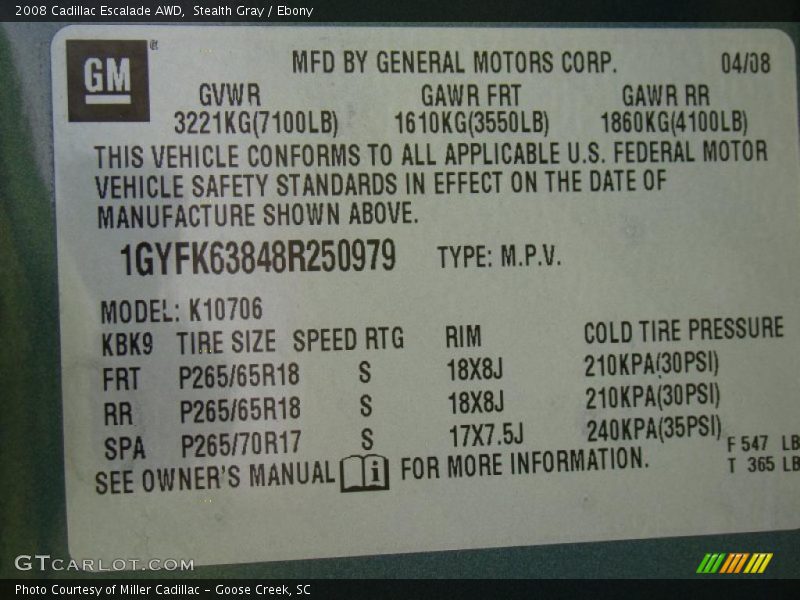 2008 Cadillac Escalade AWD, Stealth Gray / Ebony
GM ®
MFD BY GENERAL MOTORS CORP. 04/08
GVWR GAWR FRT GAWR RR
3221KG(7100LB) 1610KG(3550LB) 1860KG(4100LB)
THIS VEHICLE CONFORMS TO ALL APPLICABLE U.S. FEDERAL MOTOR
VEHICLE SAFETY STANDARDS IN EFFECT ON THE DATE OF
MANUFACTURE SHOWN ABOVE.
1GYFK63848R250979 TYPE: M.P.V.
MODEL: K10706
KBK9 TIRE SIZE SPEED RTG RIM COLD TIRE PRESSURE
FRT P265/65R18 S 18X8J 210KPA(30PSI)
RR P265/65R18 S 18X8J 210KPA(30PSI)
SPA P265/70R17 S 17X7.5J 240KPA(35PSI)
F 547 LB
T 365 LB
SEE OWNER'S MANUAL i FOR MORE INFORMATION.
GTCARLOT.COM
Photo Courtesy of Miller Cadillac - Goose Creek, SC